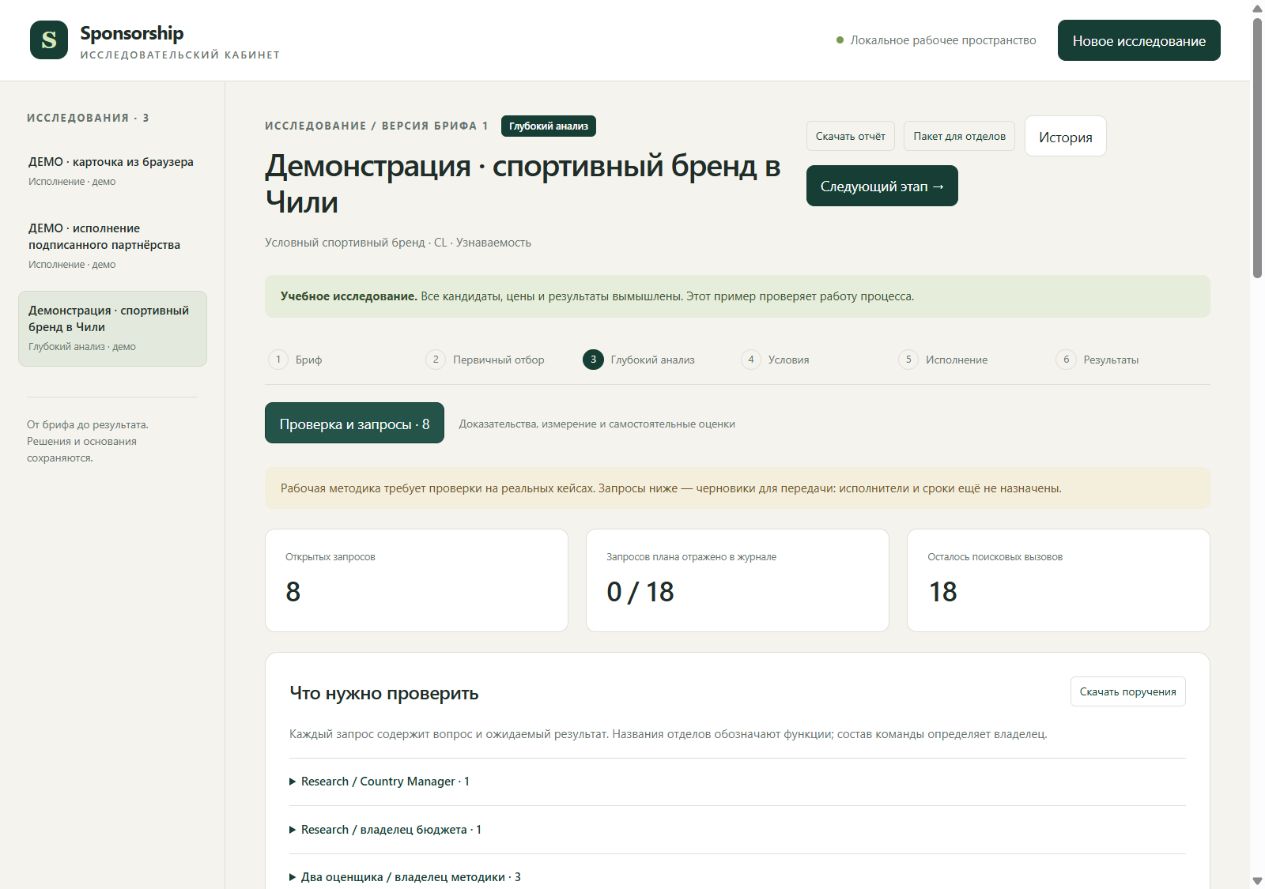 S
Sponsorship
ИССЛЕДОВАТЕЛЬСКИЙ КАБИНЕТ
Локальное рабочее пространство
Новое исследование
ИССЛЕДОВАНИЯ · 3
ДЕМО · карточка из браузера
Исполнение · демо
ДЕМО · исполнение
подписанного партнёрства
Исполнение · демо
Демонстрация · спортивный
бренд в Чили
Глубокий анализ · демо
От брифа до результата.
Решения и основания
сохраняются.
ИССЛЕДОВАНИЕ / ВЕРСИЯ БРИФА 1
Глубокий анализ
Демонстрация · спортивный бренд в
Чили
Условный спортивный бренд · CL · Узнаваемость
Скачать отчёт
Пакет для отделов
История
Следующий этап →
Учебное исследование. Все кандидаты, цены и результаты вымышлены. Этот пример проверяет работу процесса.
1 Бриф
2 Первичный отбор
3 Глубокий анализ
4 Условия
5 Исполнение
6 Результаты
Проверка и запросы · 8
Доказательства, измерение и самостоятельные оценки
Рабочая методика требует проверки на реальных кейсах. Запросы ниже — черновики для передачи: исполнители и сроки ещё не назначены.
Открытых запросов
8
Запросов плана отражено в журнале
0 / 18
Осталось поисковых вызовов
18
Что нужно проверить
Скачать поручения
Каждый запрос содержит вопрос и ожидаемый результат. Названия отделов обозначают функции; состав команды определяет владелец.
▶ Research / Country Manager · 1
▶ Research / владелец бюджета · 1
▶ Два оценщика / владелец методики · 3